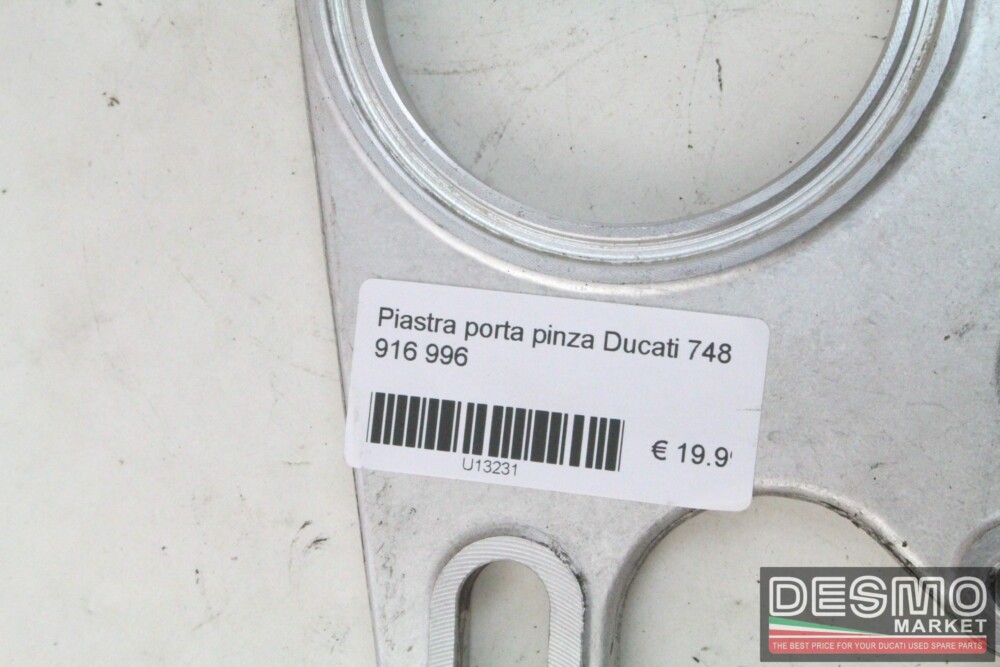 Piastra porta pinza Ducati 748
916 996
U13231
€ 19.9
DESMO
MARKET
THE BEST PRICE FOR YOUR DUCATI USED SPARE PARTS